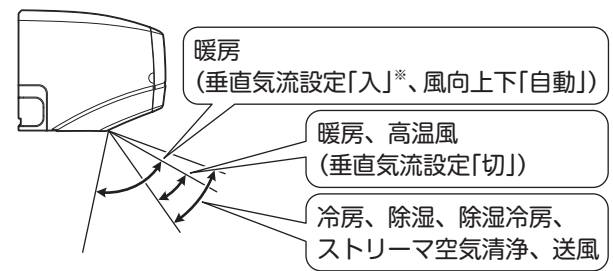 暖房
（垂直気流設定「入」※、風向上下「自動」）
暖房、高温風
（垂直気流設定「切」）
冷房、除湿、除湿冷房、
ストリーマ空気清浄、送風